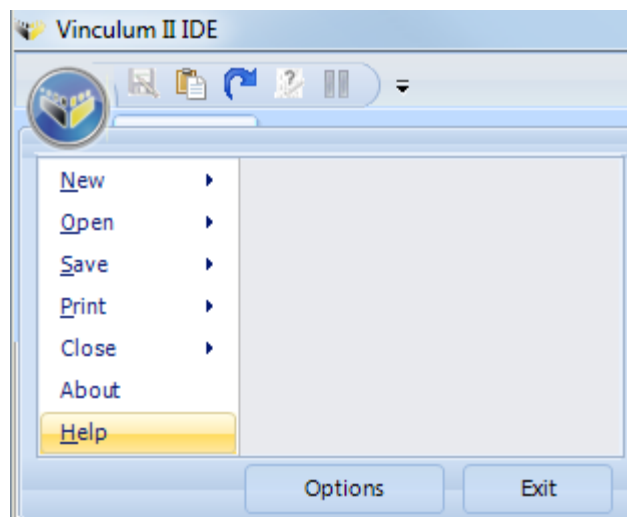 Vinculum II IDE
New
Open
Save
Print
Close
About
Help
Options Exit